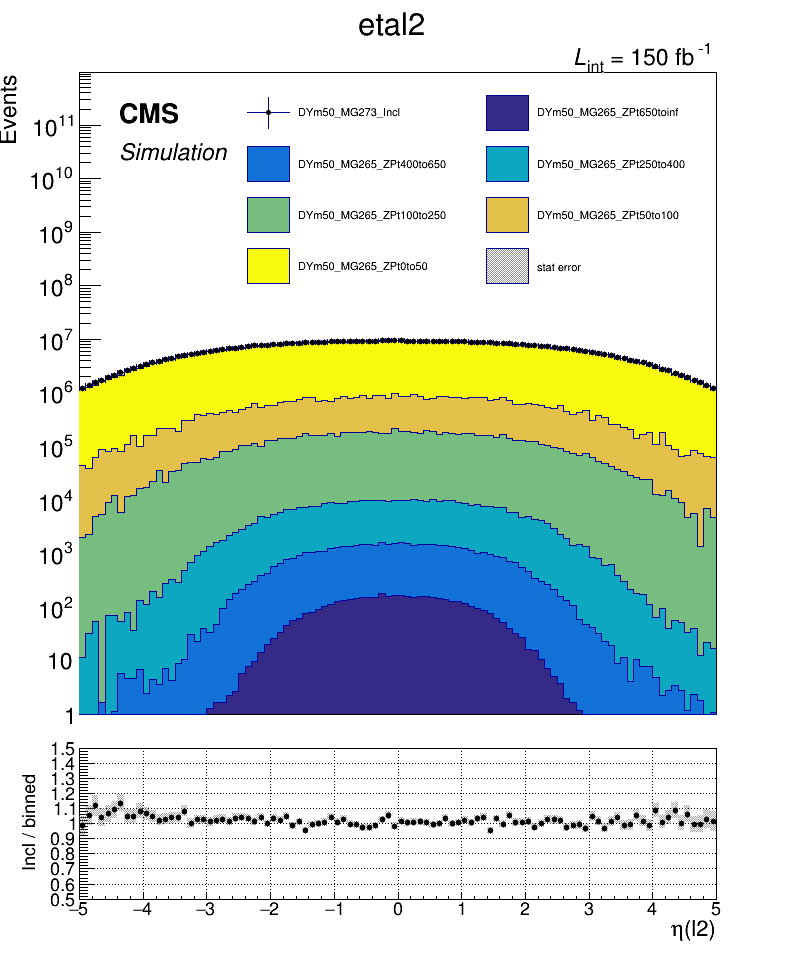 etal2
L_int = 150 fb^-1
Events
CMS
Simulation
DYm50_MG273_Incl
DYm50_MG265_ZPt650toinf
DYm50_MG265_ZPt400to650
DYm50_MG265_ZPt250to400
DYm50_MG265_ZPt100to250
DYm50_MG265_ZPt50to100
DYm50_MG265_ZPt0to50
stat error
10^11
10^10
10^9
10^8
10^7
10^6
10^5
10^4
10^3
10^2
10
1
Incl / binned
1.5
1.4
1.3
1.2
1.1
1
0.9
0.8
0.7
0.6
0.5
−5 −4 −3 −2 −1 0 1 2 3 4 5
η(l2)